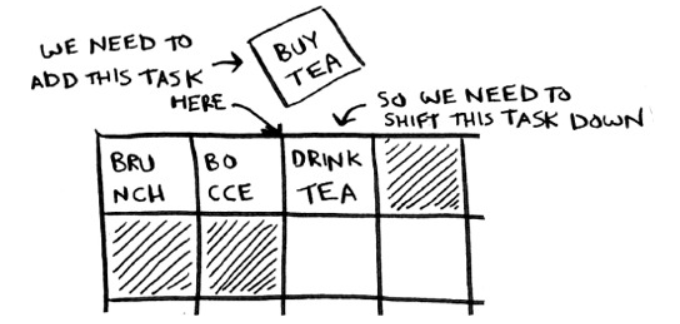 WE NEED TO
ADD THIS TASK
HERE
BUY
TEA
SO WE NEED TO
SHIFT THIS TASK DOWN
BRU
NCH
BO
CCE
DRINK
TEA